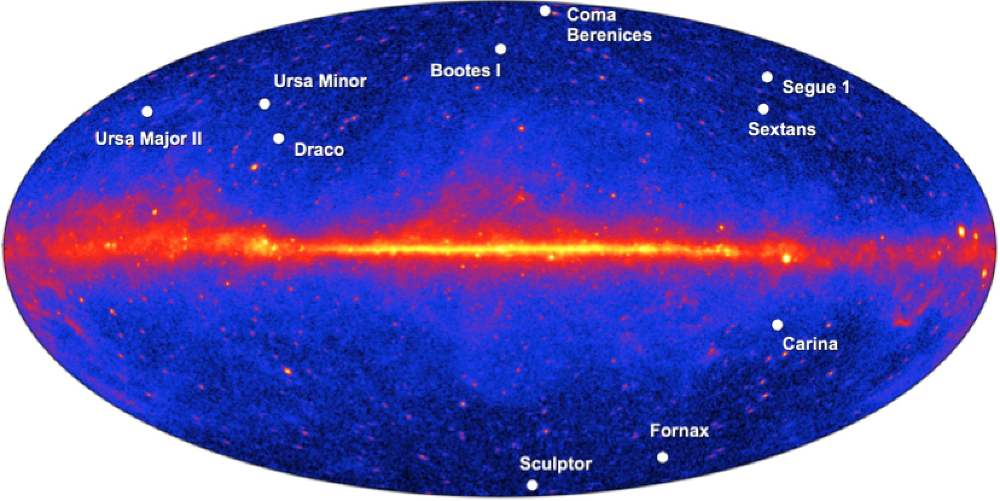 Coma
Berenices
Bootes I
Ursa Minor
Segue 1
Sextans
Ursa Major II
Draco
Carina
Fornax
Sculptor